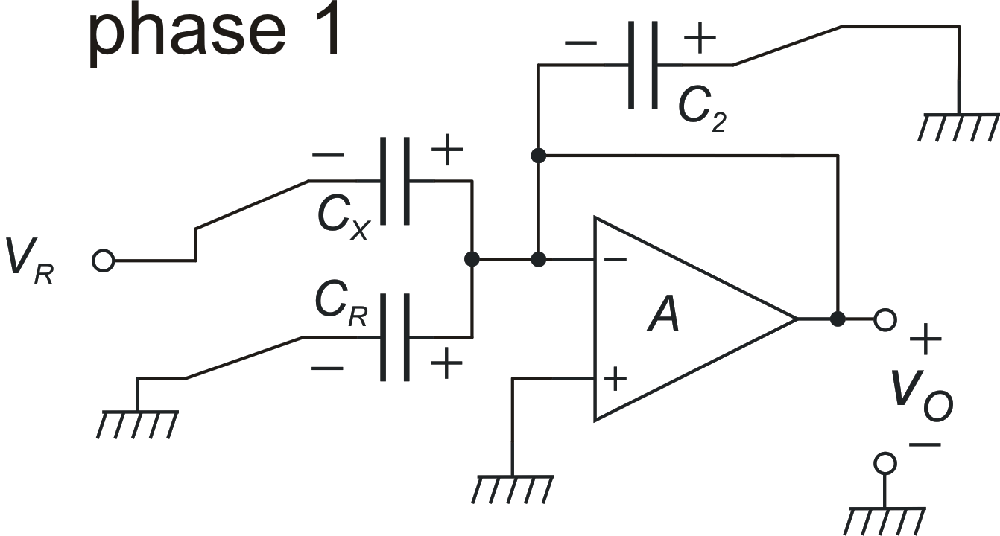 phase 1
− +
C2
− +
CX
VR
CR
− +
−
A
+
+
vO
−